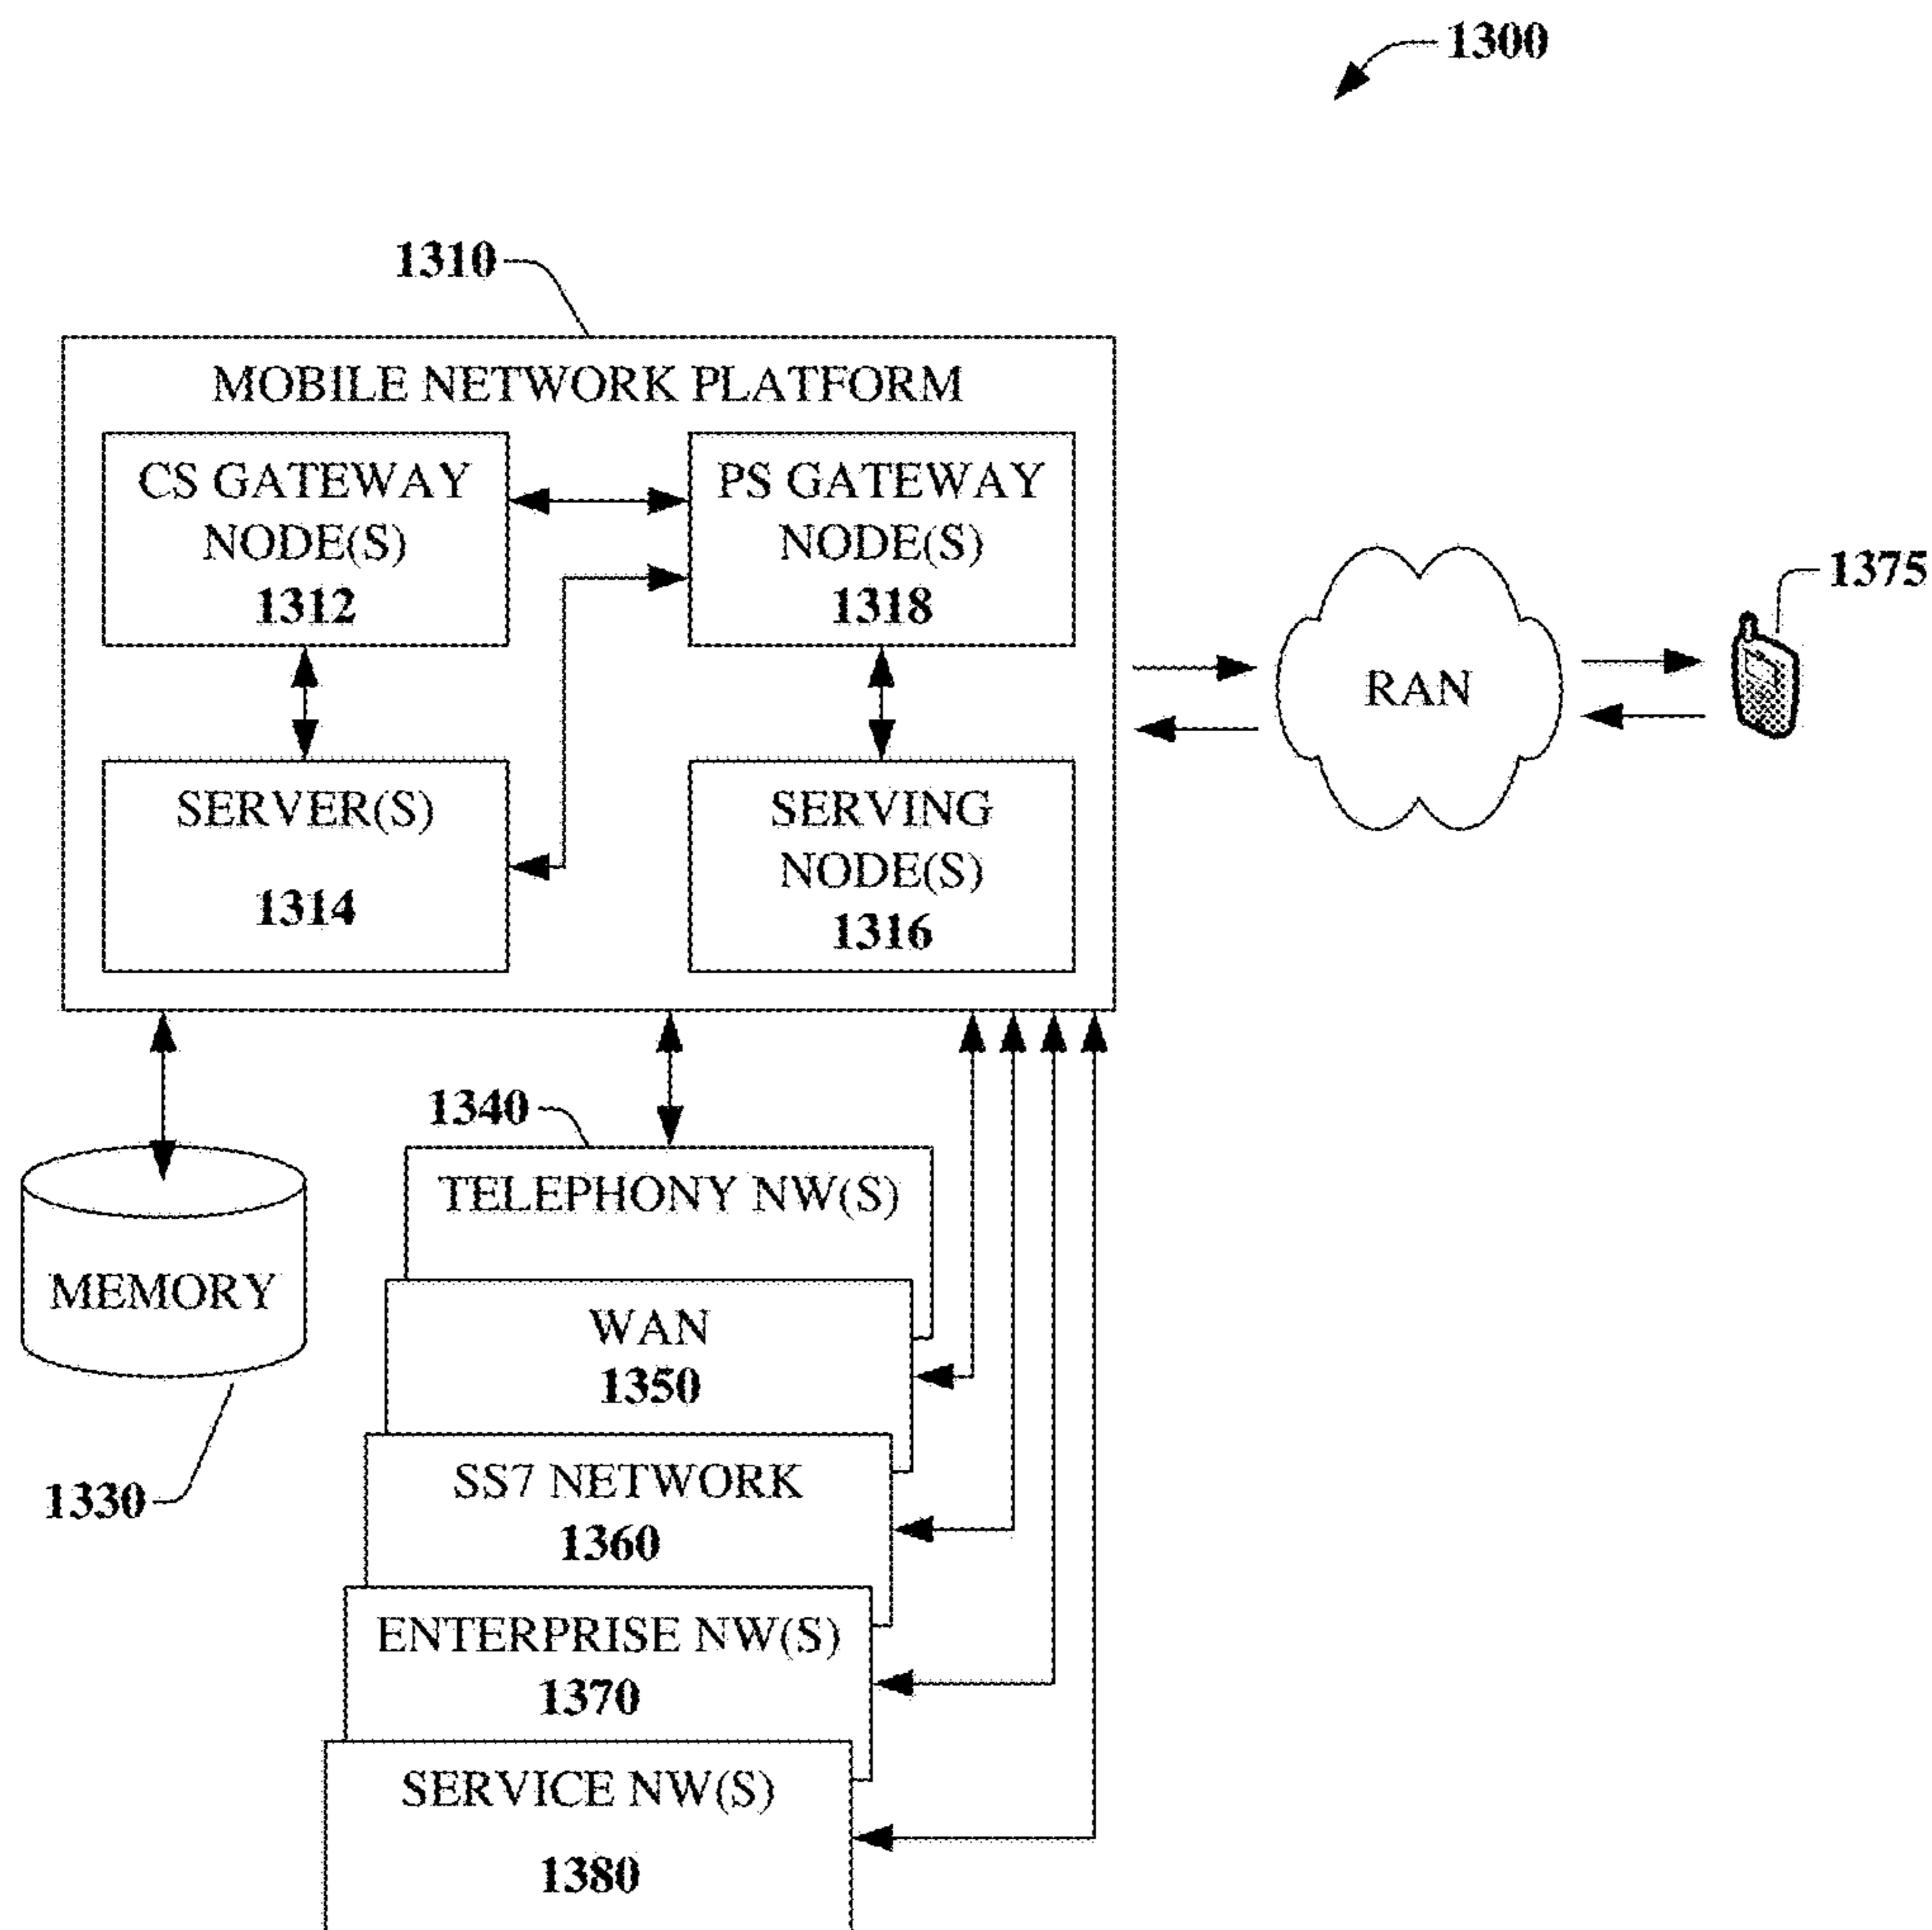 1300
1310
MOBILE NETWORK PLATFORM
CS GATEWAY
NODE(S)
1312
PS GATEWAY
NODE(S)
1318
SERVER(S)
1314
SERVING
NODE(S)
1316
RAN
1375
1340
TELEPHONY NW(S)
MEMORY
1330
WAN
1350
SS7 NETWORK
1360
ENTERPRISE NW(S)
1370
SERVICE NW(S)
1380